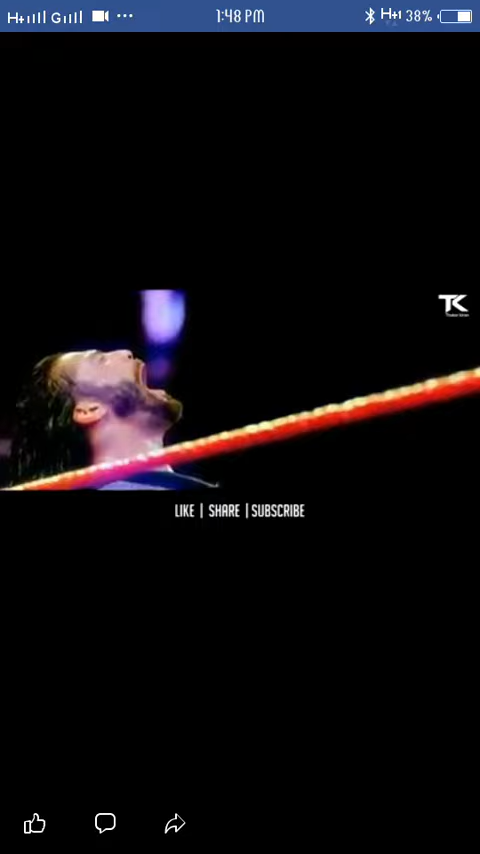 H+ G ... 1:48 PM H+ 38%
TK
LIKE | SHARE | SUBSCRIBE